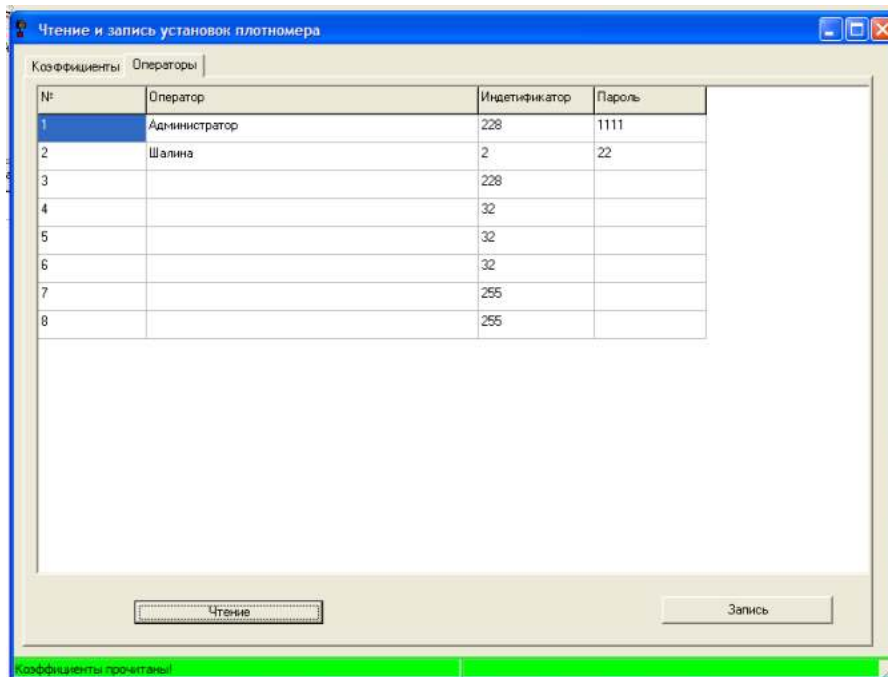 Чтение и запись установок плотномера
Коэффициенты Операторы
№ Оператор Индетификатор Пароль
1 Администратор 228 1111
2 Шалина 2 22
3 228
4 32
5 32
6 32
7 255
8 255
Чтение Запись
Коэффициенты прочитаны!